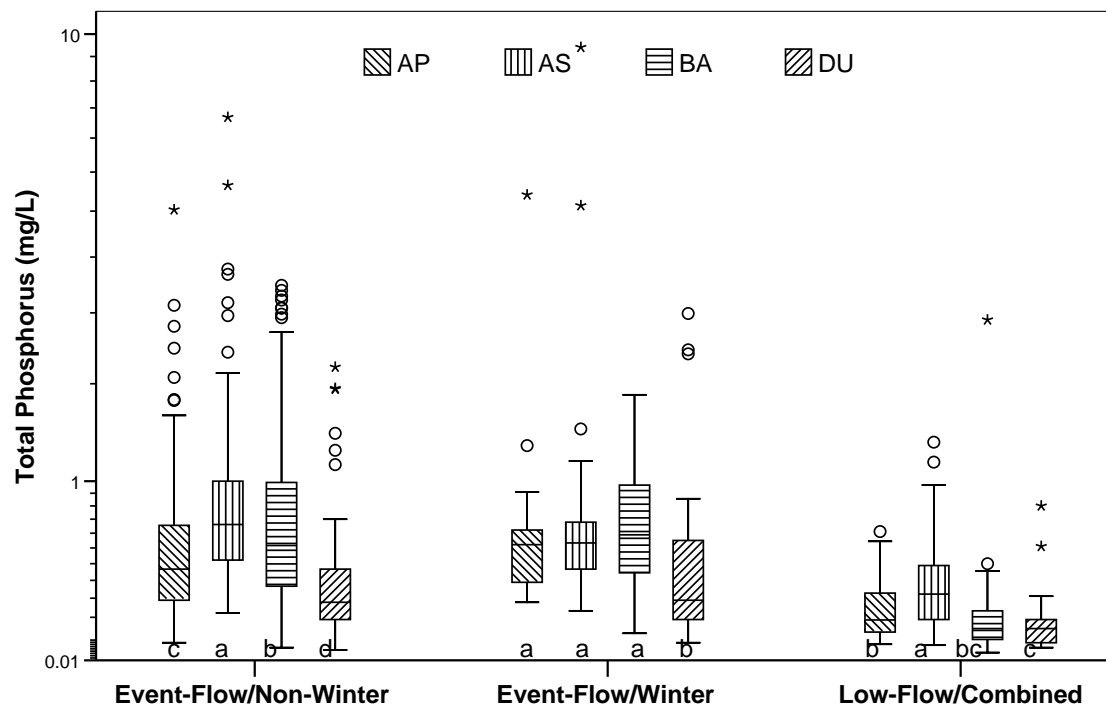 10
AP AS BA DU
Total Phosphorus (mg/L)
1
0.01
c a b d a a a b b a bc c
Event-Flow/Non-Winter Event-Flow/Winter Low-Flow/Combined